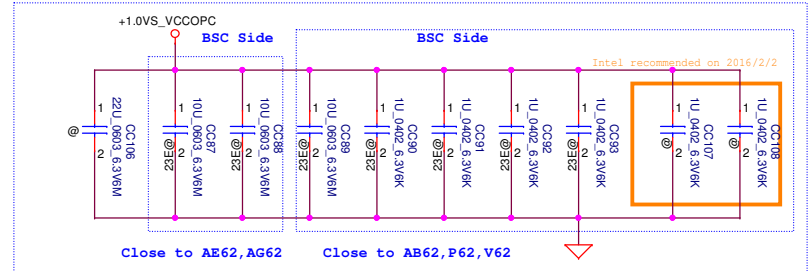 +1.0VS_VCCOPC
BSC Side
BSC Side
Intel recommended on 2016/2/2
1
@
2
CC106
22U_0603_6.3V6M
1
23E@
2
CC87
10U_0603_6.3V6M
1
23E@
2
CC88
10U_0603_6.3V6M
1
23E@
2
CC89
10U_0603_6.3V6M
1
23E@
2
CC90
1U_0402_6.3V6K
1
23E@
2
CC91
1U_0402_6.3V6K
1
23E@
2
CC92
1U_0402_6.3V6K
1
23E@
2
CC93
1U_0402_6.3V6K
1
@
2
CC107
1U_0402_6.3V6K
1
@
2
CC108
1U_0402_6.3V6K
Close to AE62,AG62
Close to AB62,P62,V62